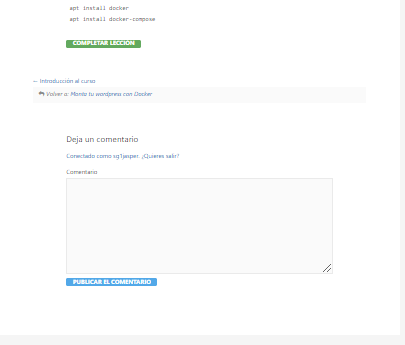 apt install docker
apt install docker-compose
COMPLETAR LECCIÓN
← Introducción al curso
Volver a: Monta tu wordpress con Docker
Deja un comentario
Conectado como sg1jasper. ¿Quieres salir?
Comentario
PUBLICAR EL COMENTARIO